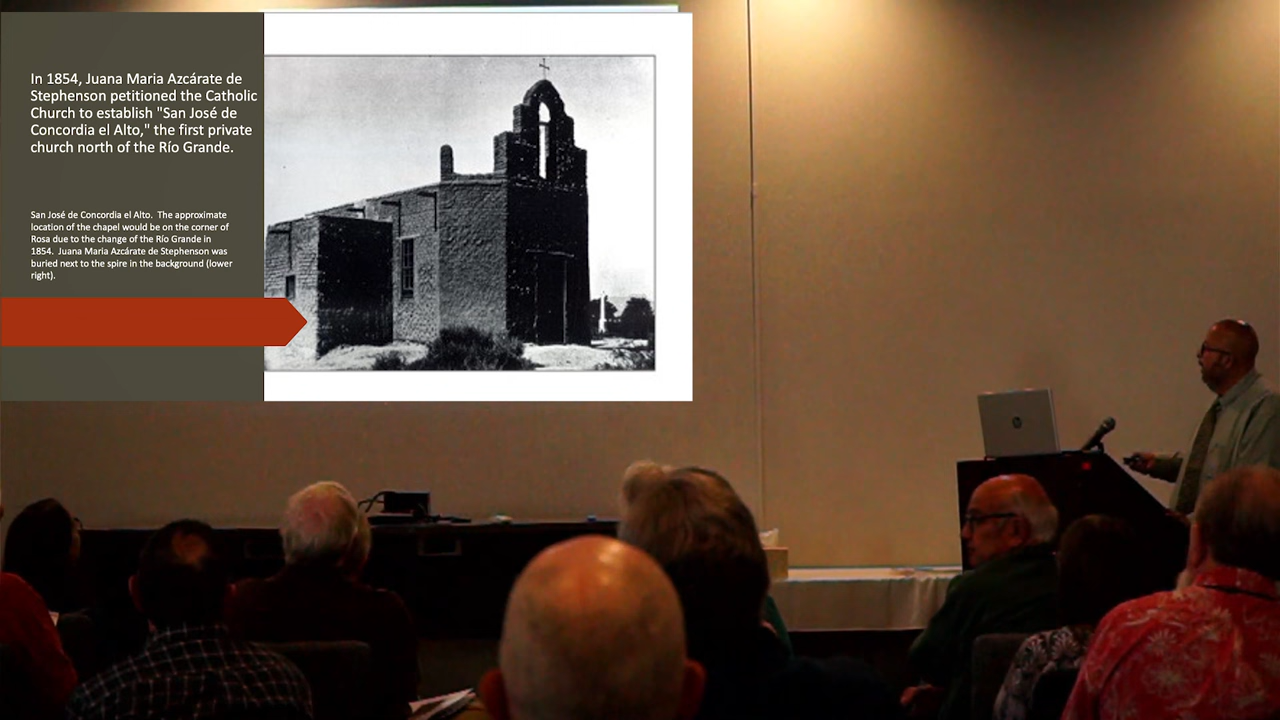 In 1854, Juana Maria Azcárate de
Stephenson petitioned the Catholic
Church to establish "San José de
Concordia el Alto," the first private
church north of the Río Grande.
San José de Concordia el Alto. The approximate
location of the chapel would be on the corner of
Rosa due to the change of the Río Grande in
1854. Juana Maria Azcárate de Stephenson was
buried next to the spire in the background (lower
right).
hp